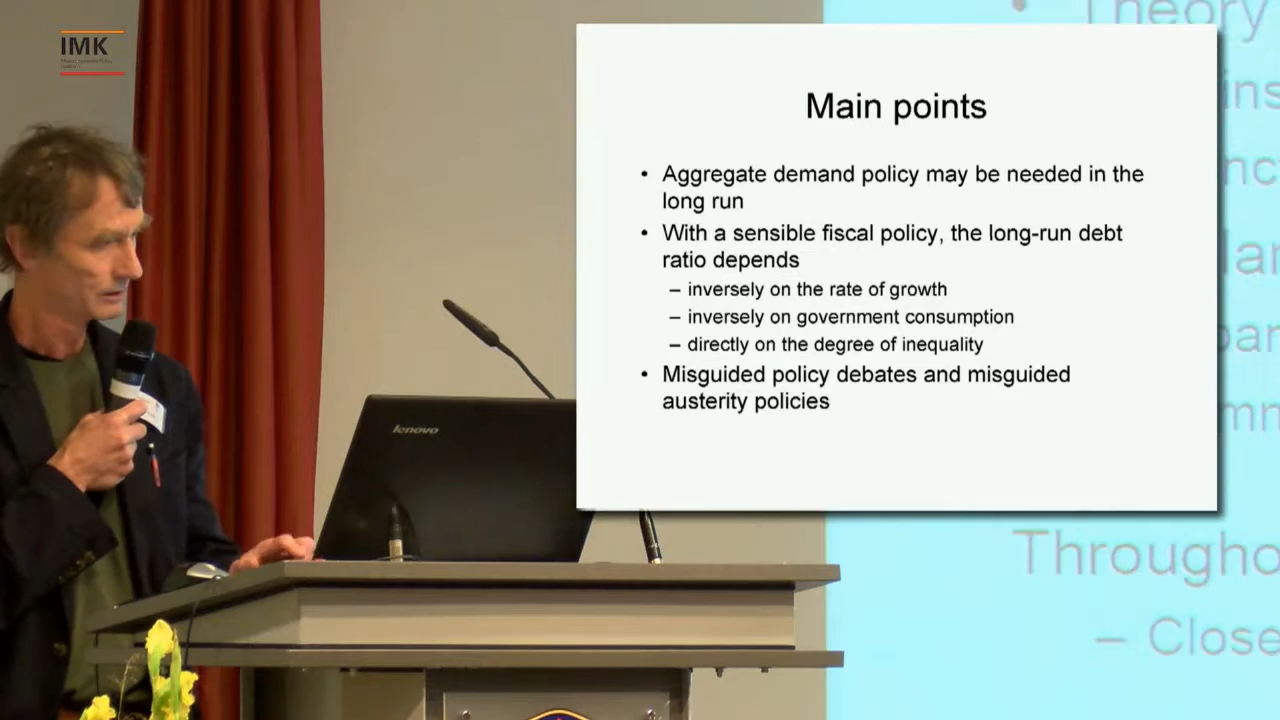 IMK
Main points
• Aggregate demand policy may be needed in the
long run
• With a sensible fiscal policy, the long-run debt
ratio depends
– inversely on the rate of growth
– inversely on government consumption
– directly on the degree of inequality
• Misguided policy debates and misguided
austerity policies
lenovo
• Theory
Througho
– Close